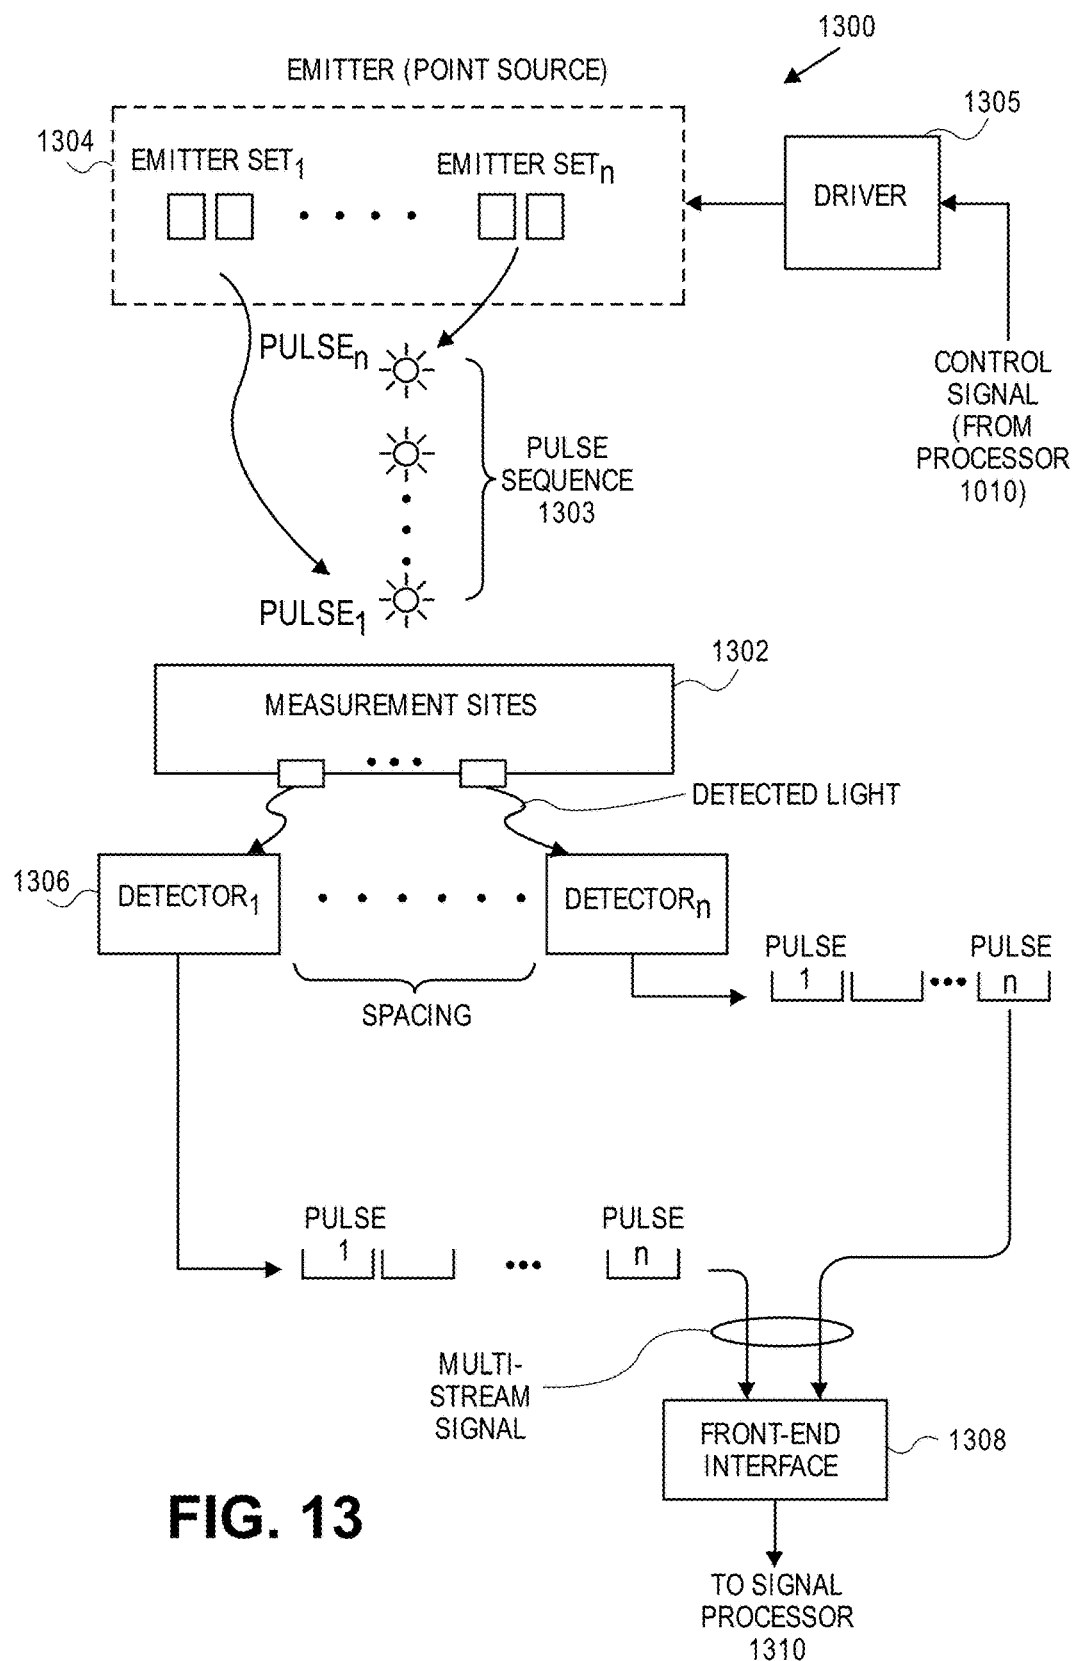 1300
EMITTER (POINT SOURCE)
1305
1304
EMITTER SET1
EMITTER SETn
DRIVER
PULSEn
CONTROL
SIGNAL
(FROM
PROCESSOR
1010)
PULSE
SEQUENCE
1303
PULSE1
1302
MEASUREMENT SITES
DETECTED LIGHT
1306
DETECTOR1
DETECTORn
PULSE
1
PULSE
n
SPACING
PULSE
1
PULSE
n
MULTI-
STREAM
SIGNAL
FRONT-END
INTERFACE
1308
FIG. 13
TO SIGNAL
PROCESSOR
1310